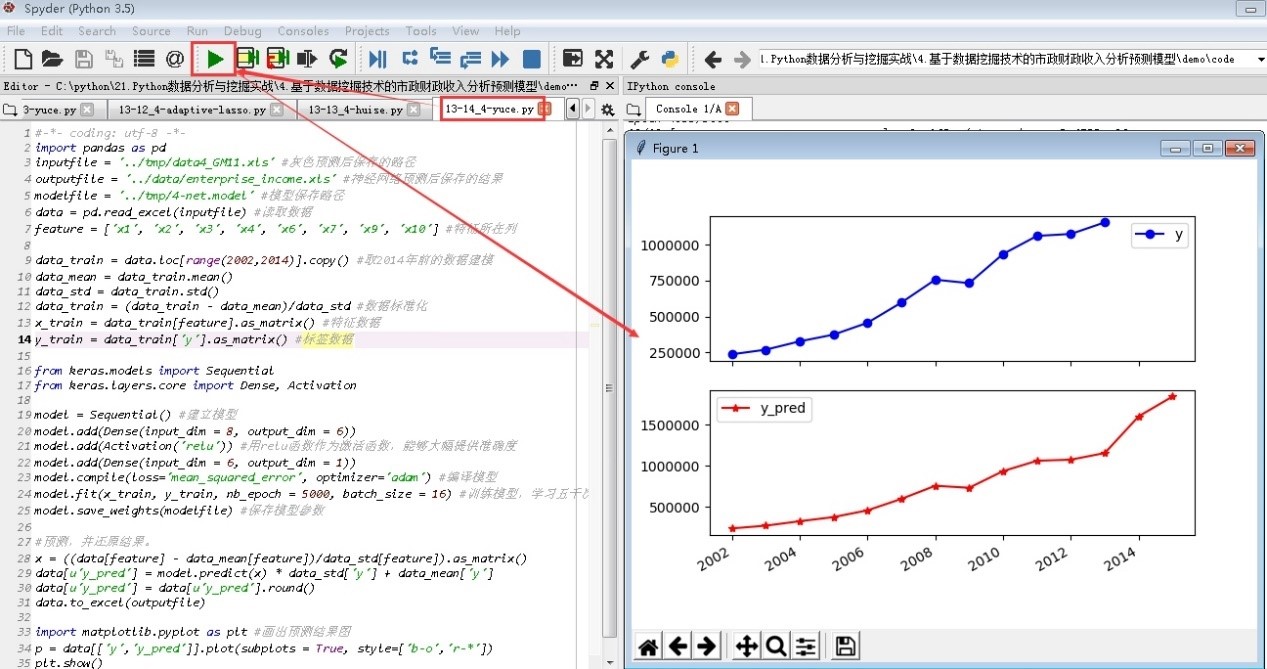 Spyder (Python 3.5)
File Edit Search Source Run Debug Consoles Projects Tools View Help
1.Python数据分析与挖掘实战\4.基于数据挖掘技术的市政财政收入分析预测模型\demo\code
Editor - C:\python\21.Python数据分析与挖掘实战\4.基于数据挖掘技术的市政财政收入分析预测模型\demo...
IPython console
3-yuce.py 13-12_4-adaptive-lasso.py 13-13_4-huise.py 13-14_4-yuce.py
Console 1/A
1 #-*- coding: utf-8 -*-
2 import pandas as pd
3 inputfile = '../tmp/data4_GM11.xls' #灰色预测后保存的路径
4 outputfile = '../data/enterprise_income.xls' #神经网络预测后保存的结果
5 modelfile = '../tmp/4-net.model' #模型保存路径
6 data = pd.read_excel(inputfile) #读取数据
7 feature = ['x1', 'x2', 'x3', 'x4', 'x6', 'x7', 'x9', 'x10'] #特征所在列
8
9 data_train = data.loc[range(2002,2014)].copy() #取2014年前的数据建模
10 data_mean = data_train.mean()
11 data_std = data_train.std()
12 data_train = (data_train - data_mean)/data_std #数据标准化
13 x_train = data_train[feature].as_matrix() #特征数据
14 y_train = data_train['y'].as_matrix() #标签数据
15
16 from keras.models import Sequential
17 from keras.layers.core import Dense, Activation
18
19 model = Sequential() #建立模型
20 model.add(Dense(input_dim = 8, output_dim = 6))
21 model.add(Activation('relu')) #用relu函数作为激活函数，能够大幅提供准确度
22 model.add(Dense(input_dim = 6, output_dim = 1))
23 model.compile(loss='mean_squared_error', optimizer='adam') #编译模型
24 model.fit(x_train, y_train, nb_epoch = 5000, batch_size = 16) #训练模型，学习五千
25 model.save_weights(modelfile) #保存模型参数
26
27 #预测，并还原结果。
28 x = ((data[feature] - data_mean[feature])/data_std[feature]).as_matrix()
29 data[u'y_pred'] = model.predict(x) * data_std['y'] + data_mean['y']
30 data[u'y_pred'] = data[u'y_pred'].round()
31 data.to_excel(outputfile)
32
33 import matplotlib.pyplot as plt #画出预测结果图
34 p = data[['y','y_pred']].plot(subplots = True, style=['b-o','r-*'])
35 plt.show()
Figure 1
1000000
750000
500000
250000
y
1500000
1000000
500000
y_pred
2002 2004 2006 2008 2010 2012 2014